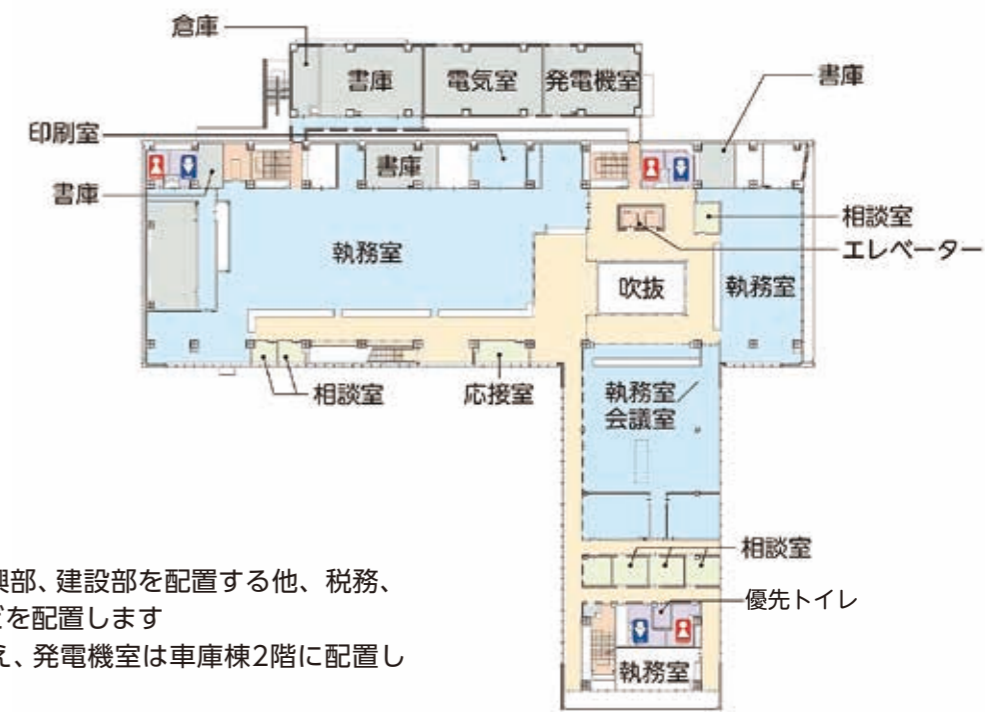 倉庫
書庫
電気室
発電機室
書庫
印刷室
書庫
書庫
相談室
エレベーター
執務室
吹抜
執務室
相談室
応接室
執務室/
会議室
相談室
優先トイレ
執務室
興部、建設部を配置する他、税務、
を配置します
え、発電機室は車庫棟2階に配置し